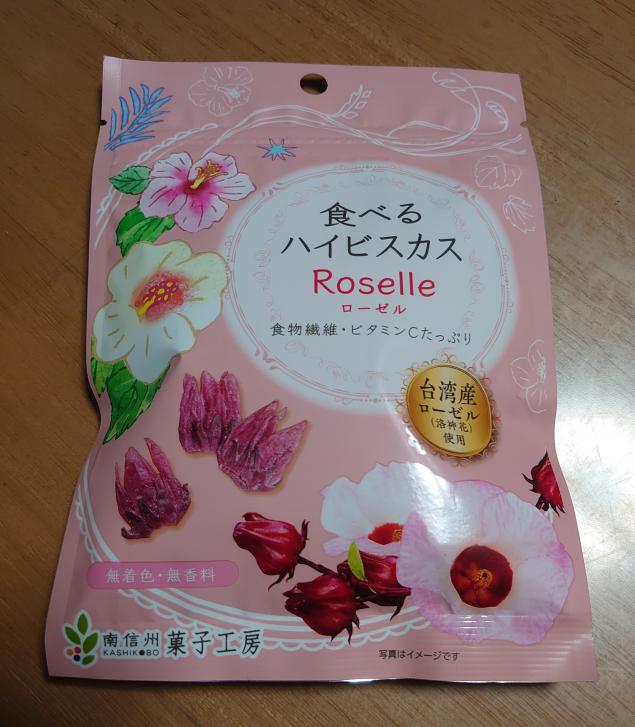 食べる
ハイビスカス
Roselle
ローゼル
食物繊維・ビタミンCたっぷり
台湾産
ローゼル
(洛神花)
使用
無着色・無香料
南信州
KASHIKOBO
菓子工房
写真はイメージです